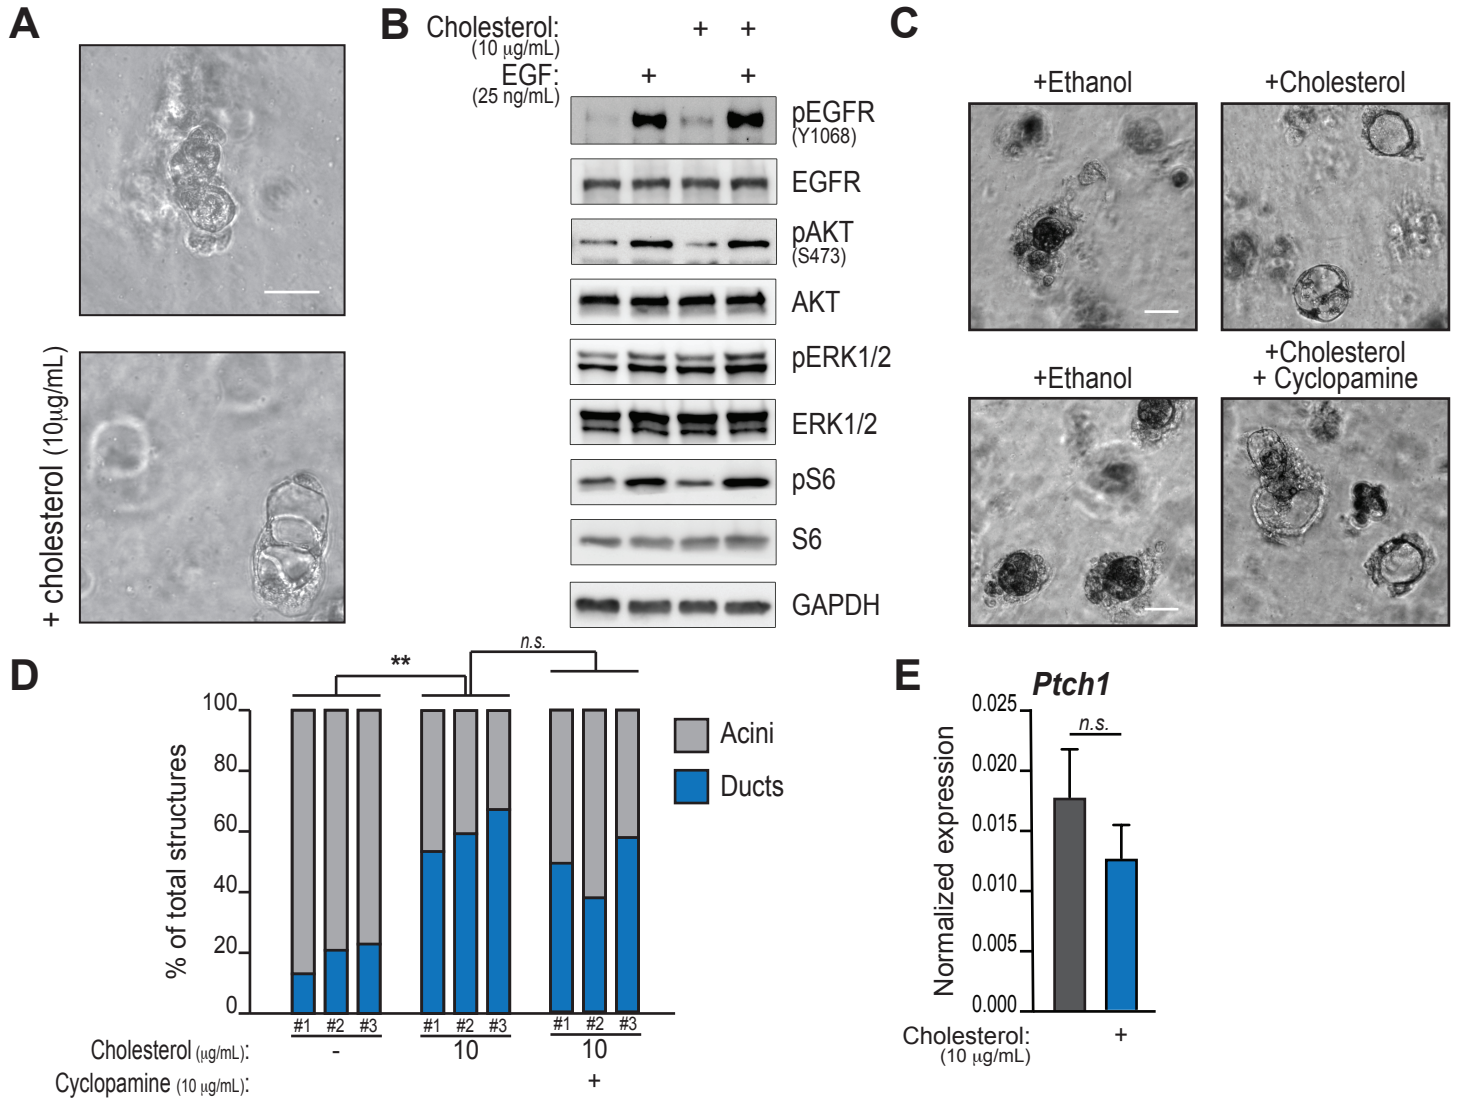 A
+ cholesterol (10µg/mL)
B
Cholesterol: + +
(10 µg/mL)
EGF: + +
(25 ng/mL)
pEGFR
(Y1068)
EGFR
pAKT
(S473)
AKT
pERK1/2
ERK1/2
pS6
S6
GAPDH
C
+Ethanol
+Cholesterol
+Ethanol
+Cholesterol
+ Cyclopamine
D
% of total structures
100
80
60
40
20
0
**
n.s.
Acini
Ducts
#1 #2 #3 #1 #2 #3 #1 #2 #3
Cholesterol (µg/mL): - 10 10
Cyclopamine (10 µg/mL): +
E
Ptch1
Normalized expression
0.025
0.020
0.015
0.010
0.005
0.000
n.s.
Cholesterol: +
(10 µg/mL)